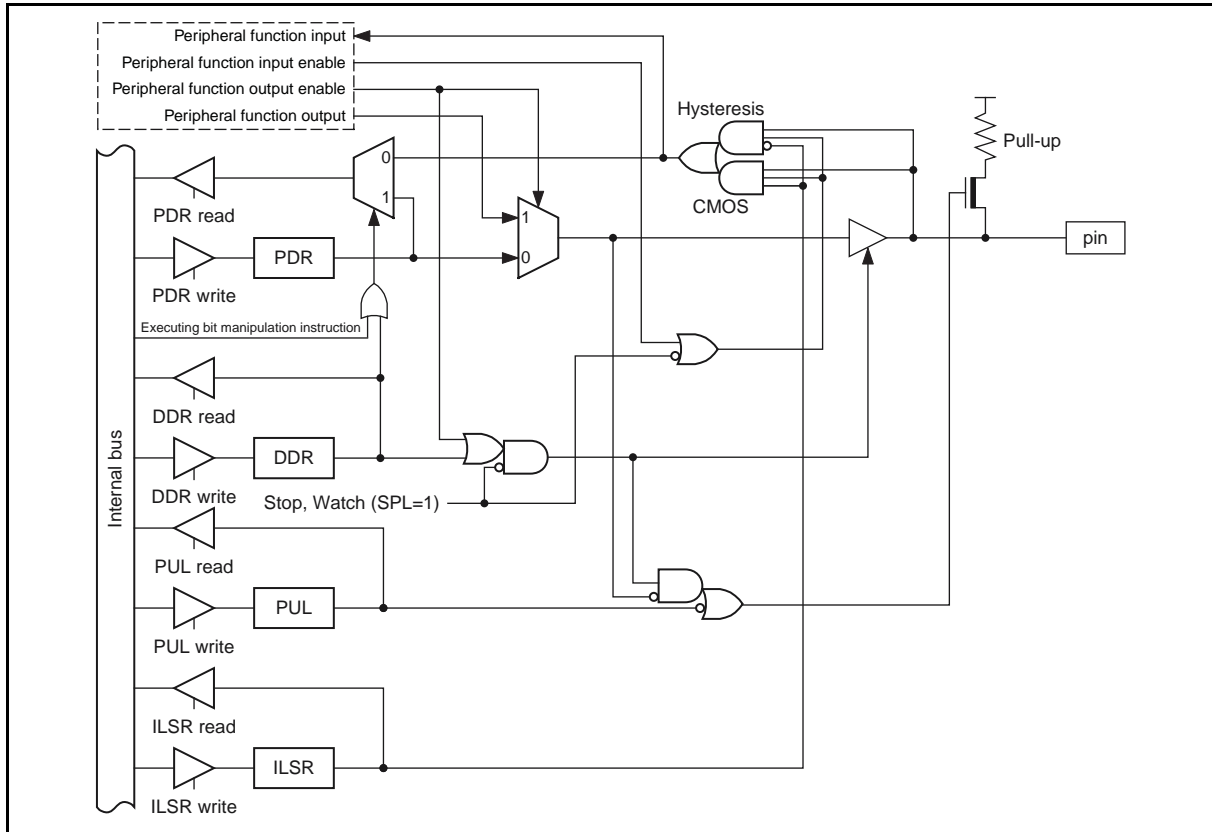 Peripheral function input
Peripheral function input enable
Peripheral function output enable
Peripheral function output
Hysteresis
Pull-up
0
1
CMOS
PDR read
1
pin
PDR
0
PDR write
Executing bit manipulation instruction
DDR read
Internal bus
DDR
DDR write
Stop, Watch (SPL=1)
PUL read
PUL
PUL write
ILSR read
ILSR
ILSR write